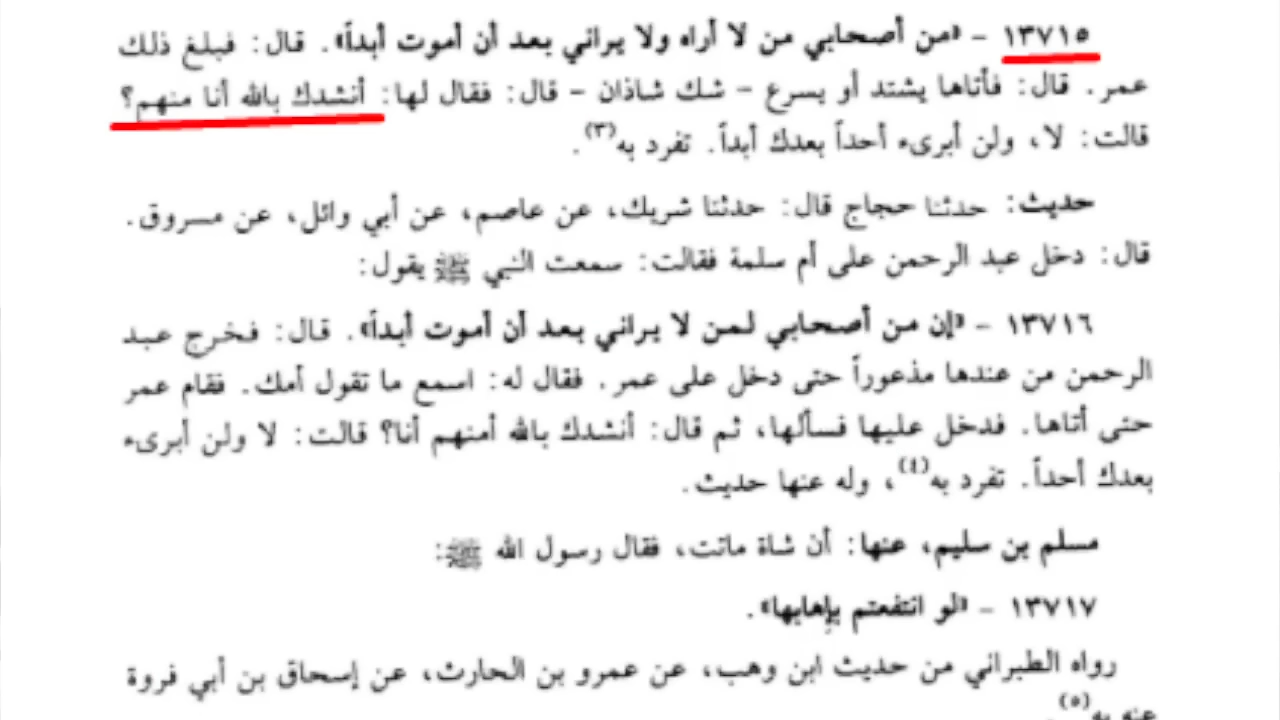 ١٣٧١٥ – «من أصحابي من لا أراه ولا يراني بعد أن أموت أبداً». قال: فبلغ ذلك
عمر. قال: فأتاها يشتد أو يسرع – شك شاذان – قال: فقال لها: أنشدك بالله أنا منهم؟
قالت: لا، ولن أبرىء أحداً بعدك أبداً. تفرد به(٣).
حديث: حدثنا حجاج قال: حدثنا شريك، عن عاصم، عن أبي وائل، عن مسروق.
قال: دخل عبد الرحمن على أم سلمة فقالت: سمعت النبي ﷺ يقول:
١٣٧١٦ – «إن من أصحابي لمن لا يراني بعد أن أموت أبداً». قال: فخرج عبد
الرحمن من عندها مذعوراً حتى دخل على عمر. فقال له: اسمع ما تقول أمك. فقام عمر
حتى أتاها. فدخل عليها فسألها، ثم قال: أنشدك بالله أمنهم أنا؟ قالت: لا ولن أبرىء
بعدك أحداً. تفرد به(٤)، وله عنها حديث.
مسلم بن سليم، عنها: أن شاة ماتت، فقال رسول الله ﷺ:
١٣٧١٧ – «لو انتفعتم بإهابها».
رواه الطبراني من حديث ابن وهب، عن عمرو بن الحارث، عن إسحاق بن أبي فروة
عنه به(٥).